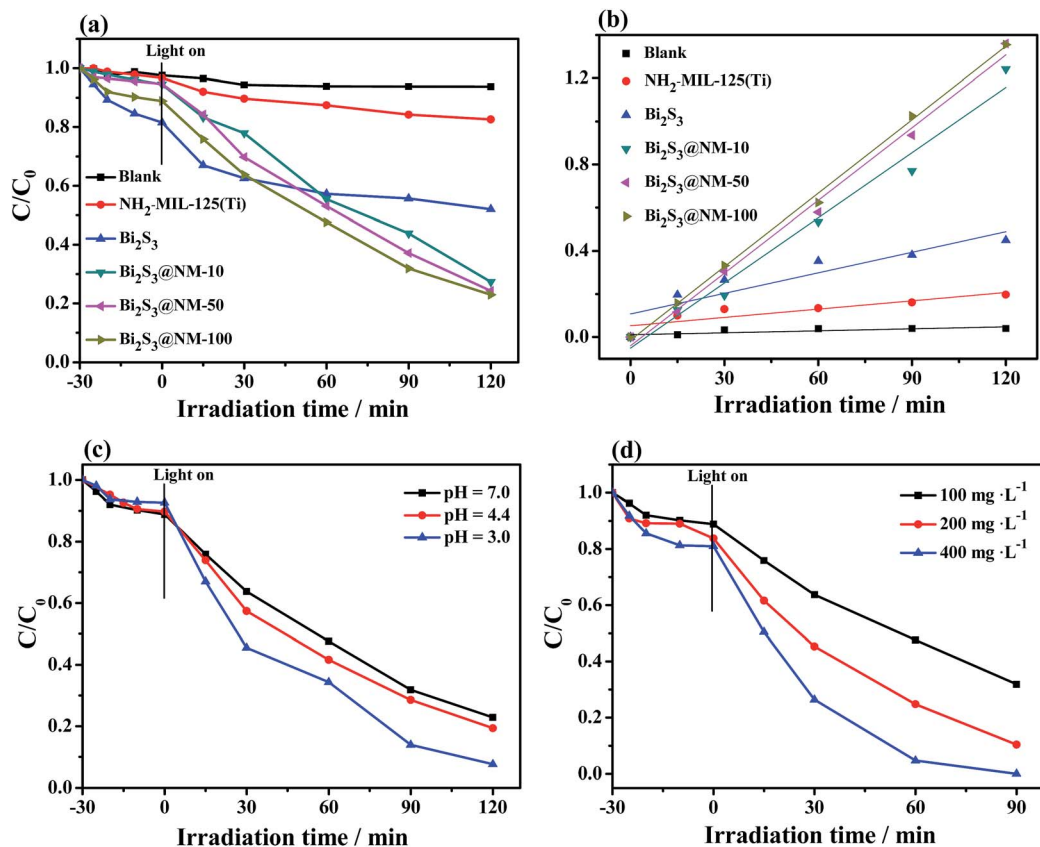 (a)
Light on
C/C₀
1.0
0.8
0.6
0.4
0.2
0.0
Blank
NH₂-MIL-125(Ti)
Bi₂S₃
Bi₂S₃@NM-10
Bi₂S₃@NM-50
Bi₂S₃@NM-100
-30 0 30 60 90 120
Irradiation time / min
(b)
1.2
0.8
0.4
0.0
Blank
NH₂-MIL-125(Ti)
Bi₂S₃
Bi₂S₃@NM-10
Bi₂S₃@NM-50
Bi₂S₃@NM-100
0 30 60 90 120
Irradiation time / min
(c)
Light on
C/C₀
1.0
0.8
0.6
0.4
0.2
0.0
pH = 7.0
pH = 4.4
pH = 3.0
-30 0 30 60 90 120
Irradiation time / min
(d)
Light on
C/C₀
1.0
0.8
0.6
0.4
0.2
0.0
100 mg ·L⁻¹
200 mg ·L⁻¹
400 mg ·L⁻¹
-30 0 30 60 90
Irradiation time / min